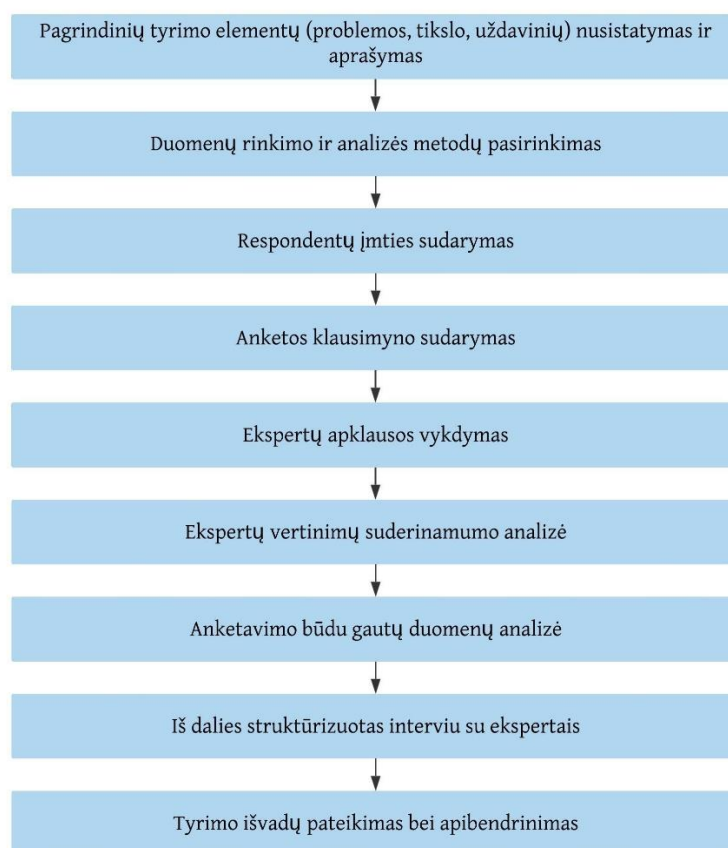 Pagrindinių tyrimo elementų (problemos, tikslo, uždavinių) nusistatymas ir
aprašymas
Duomenų rinkimo ir analizės metodų pasirinkimas
Respondentų įmties sudarymas
Anketos klausimyno sudarymas
Ekspertų apklausos vykdymas
Ekspertų vertinimų suderinamumo analizė
Anketavimo būdu gautų duomenų analizė
Iš dalies struktūrizuotas interviu su ekspertais
Tyrimo išvadų pateikimas bei apibendrinimas